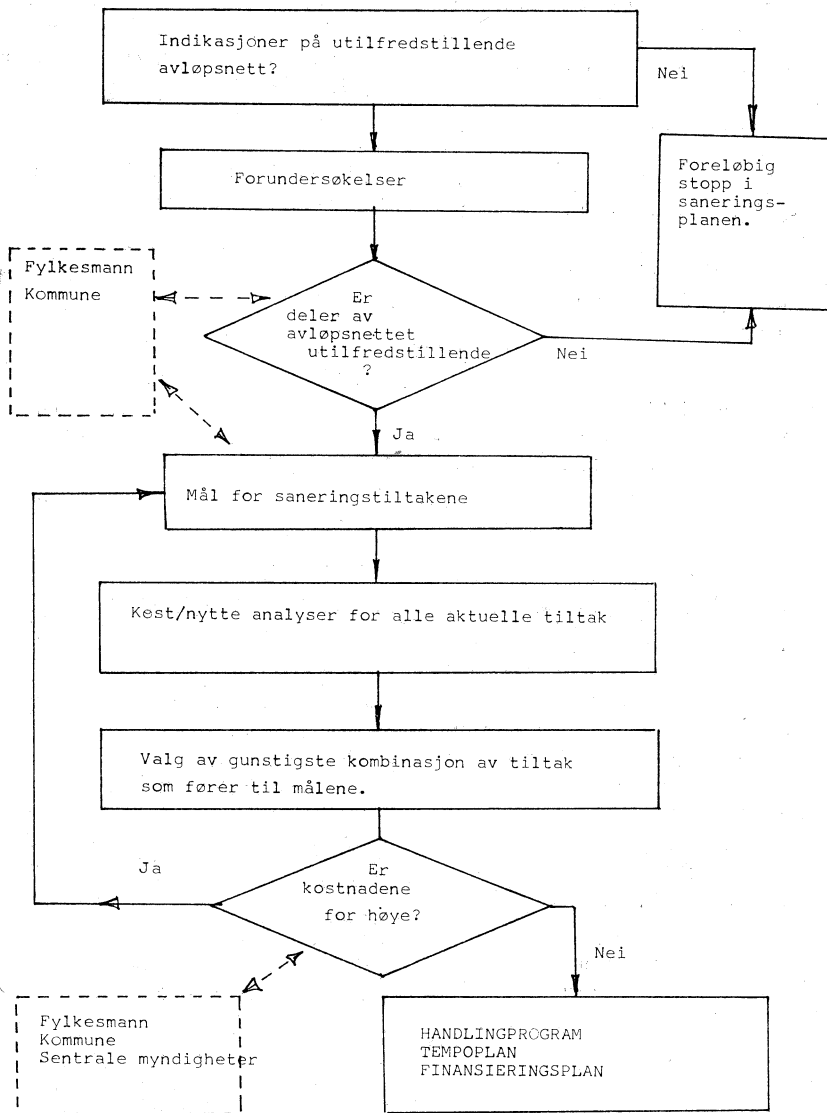 Indikasjoner på utilfredstillende
avløpsnett?
Nei
Forundersøkelser
Foreløbig
stopp i
sanerings-
planen.
Fylkesmann
Kommune
Er
deler av
avløpsnettet
utilfredstillende
?
Nei
Ja
Mål for saneringstiltakene
Kest/nytte analyser for alle aktuelle tiltak
Valg av gunstigste kombinasjon av tiltak
som fører til målene.
Ja
Er
kostnadene
for høye?
Nei
Fylkesmann
Kommune
Sentrale myndigheter
HANDLINGPROGRAM
TEMPOPLAN
FINANSIERINGSPLAN